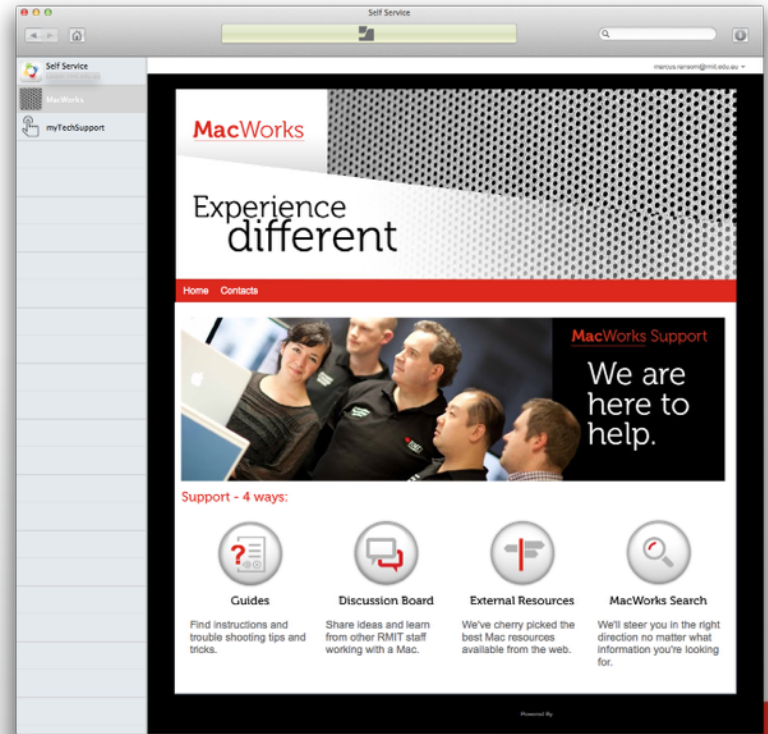 Self Service
marcus.ransom@rmit.edu.au
Self Service
MacWorks
myTechSupport
MacWorks
Experience
different
Home Contacts
MacWorks Support
We are
here to
help.
RMIT
Support - 4 ways:
Guides
Find instructions and
trouble shooting tips and
tricks.
Discussion Board
Share ideas and learn
from other RMIT staff
working with a Mac.
External Resources
We've cherry picked the
best Mac resources
available from the web.
MacWorks Search
We'll steer you in the right
direction no matter what
information you're looking
for.
Powered By